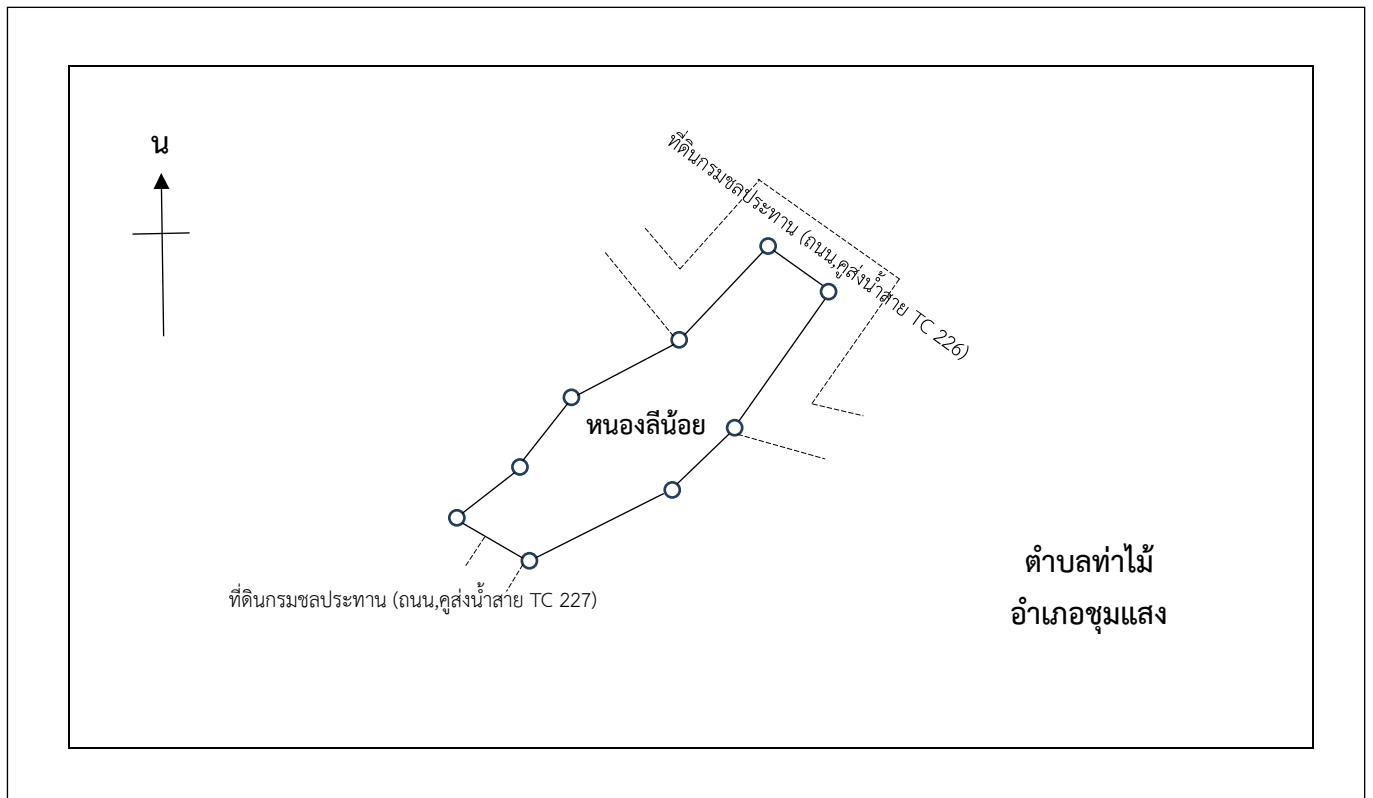 น
ที่ดินกรมชลประทาน (ถนน,คูส่งน้ำสาย TC 226)
หนองลีน้อย
ตำบลท่าไม้
อำเภอชุมแสง
ที่ดินกรมชลประทาน (ถนน,คูส่งน้ำสาย TC 227)